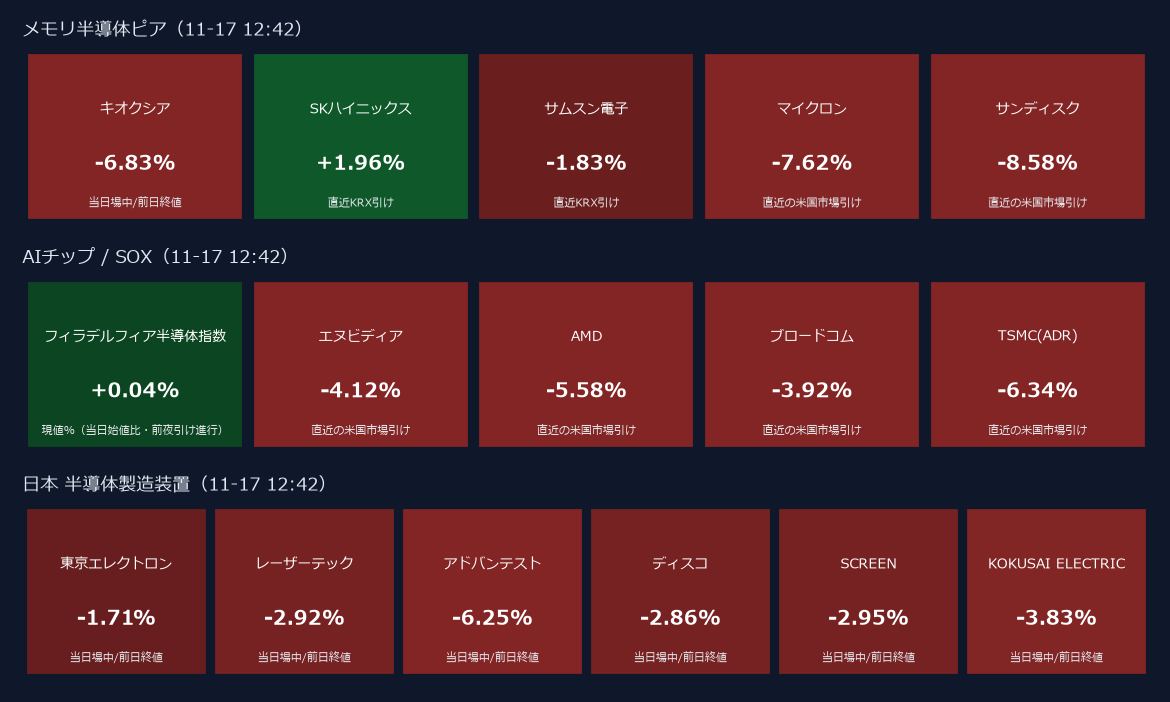 メモリ半導体ピア（11-17 12:42）
キオクシア
-6.83%
当日場中/前日終値
SKハイニックス
+1.96%
直近KRX引け
サムスン電子
-1.83%
直近KRX引け
マイクロン
-7.62%
直近の米国市場引け
サンディスク
-8.58%
直近の米国市場引け
AIチップ / SOX（11-17 12:42）
フィラデルフィア半導体指数
+0.04%
現値%（当日始値比・前夜引け進行）
エヌビディア
-4.12%
直近の米国市場引け
AMD
-5.58%
直近の米国市場引け
ブロードコム
-3.92%
直近の米国市場引け
TSMC(ADR)
-6.34%
直近の米国市場引け
日本 半導体製造装置（11-17 12:42）
東京エレクトロン
-1.71%
当日場中/前日終値
レーザーテック
-2.92%
当日場中/前日終値
アドバンテスト
-6.25%
当日場中/前日終値
ディスコ
-2.86%
当日場中/前日終値
SCREEN
-2.95%
当日場中/前日終値
KOKUSAI ELECTRIC
-3.83%
当日場中/前日終値